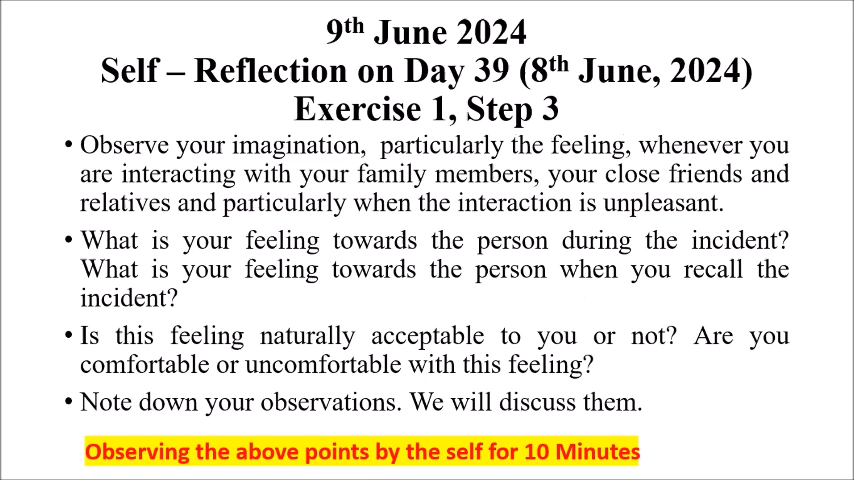 9th June 2024
Self – Reflection on Day 39 (8th June, 2024)
Exercise 1, Step 3
• Observe your imagination, particularly the feeling, whenever you
are interacting with your family members, your close friends and
relatives and particularly when the interaction is unpleasant.
• What is your feeling towards the person during the incident?
What is your feeling towards the person when you recall the
incident?
• Is this feeling naturally acceptable to you or not? Are you
comfortable or uncomfortable with this feeling?
• Note down your observations. We will discuss them.
Observing the above points by the self for 10 Minutes